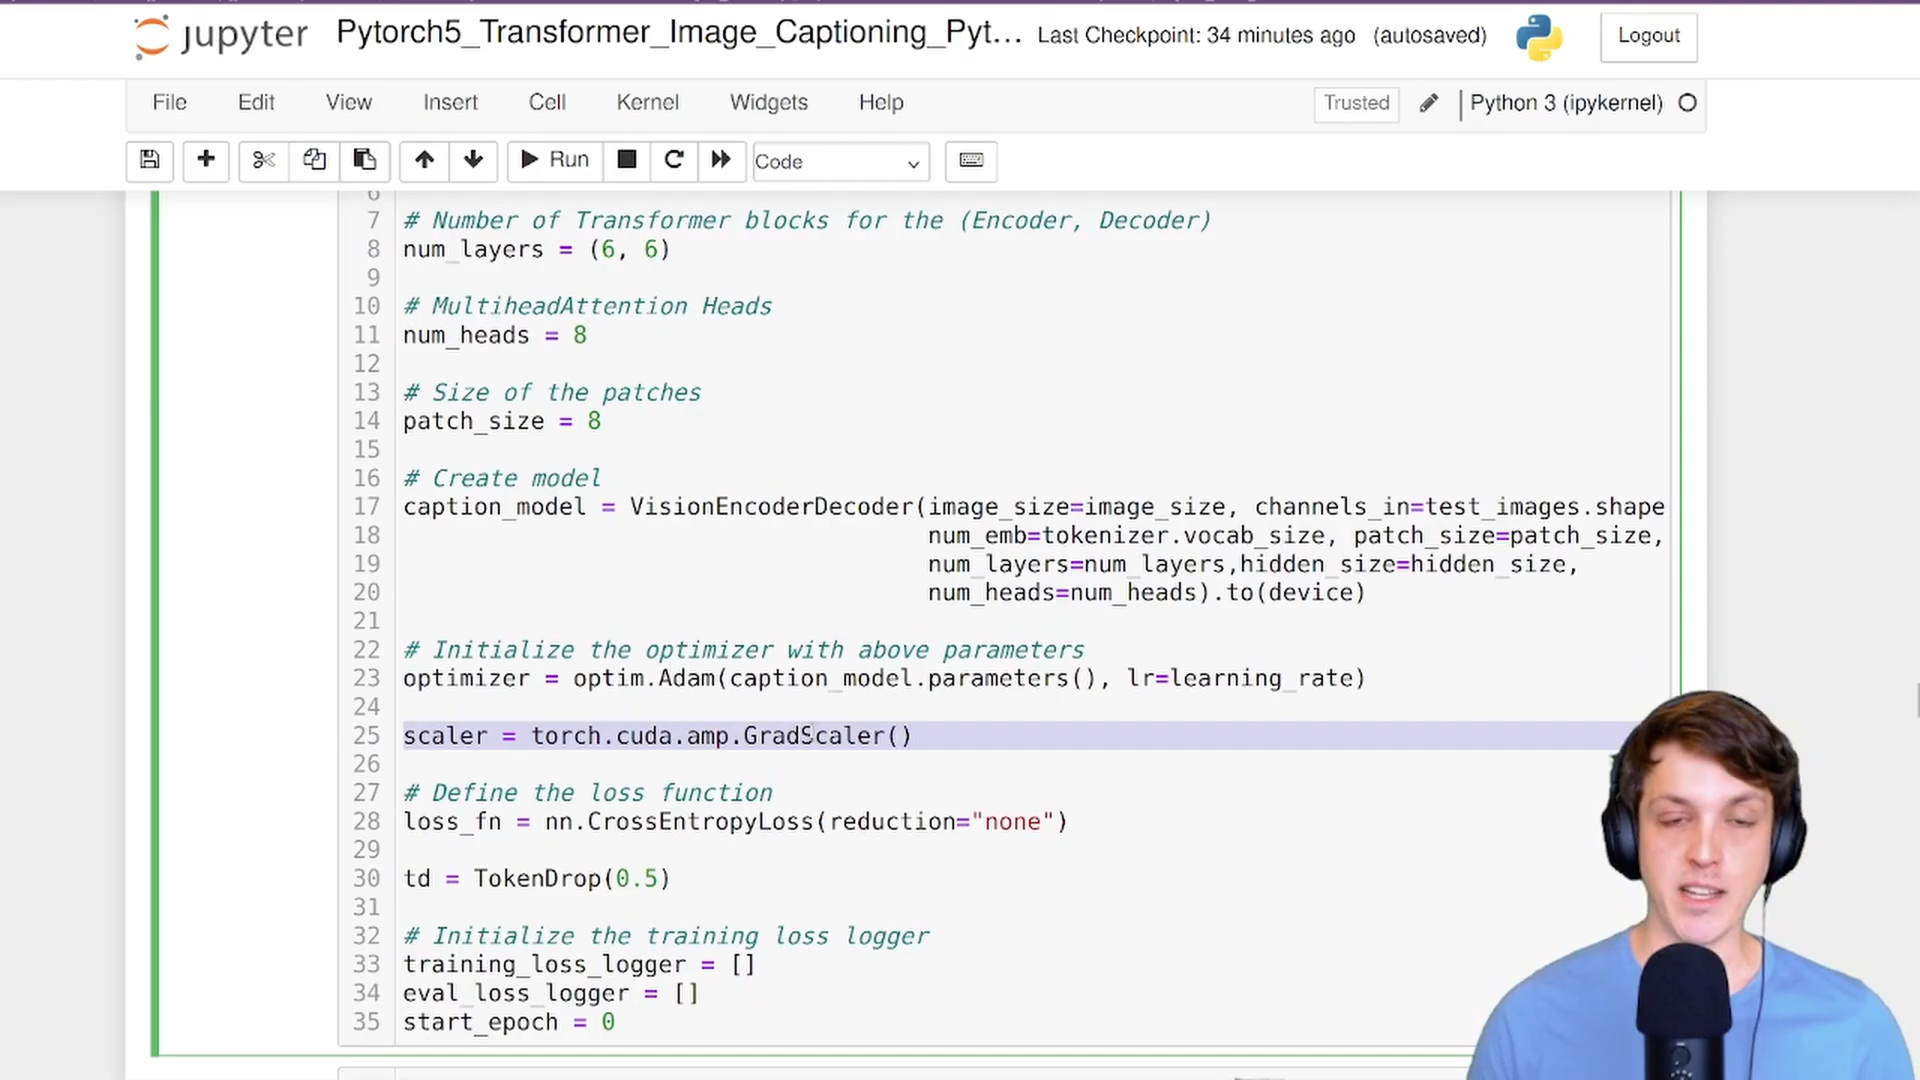 jupyter Pytorch5_Transformer_Image_Captioning_Pyt... Last Checkpoint: 34 minutes ago (autosaved) Logout
File Edit View Insert Cell Kernel Widgets Help Trusted Python 3 (ipykernel)
Run Code
6
7 # Number of Transformer blocks for the (Encoder, Decoder)
8 num_layers = (6, 6)
9
10 # MultiheadAttention Heads
11 num_heads = 8
12
13 # Size of the patches
14 patch_size = 8
15
16 # Create model
17 caption_model = VisionEncoderDecoder(image_size=image_size, channels_in=test_images.shape
18 num_emb=tokenizer.vocab_size, patch_size=patch_size,
19 num_layers=num_layers,hidden_size=hidden_size,
20 num_heads=num_heads).to(device)
21
22 # Initialize the optimizer with above parameters
23 optimizer = optim.Adam(caption_model.parameters(), lr=learning_rate)
24
25 scaler = torch.cuda.amp.GradScaler()
26
27 # Define the loss function
28 loss_fn = nn.CrossEntropyLoss(reduction="none")
29
30 td = TokenDrop(0.5)
31
32 # Initialize the training loss logger
33 training_loss_logger = []
34 eval_loss_logger = []
35 start_epoch = 0